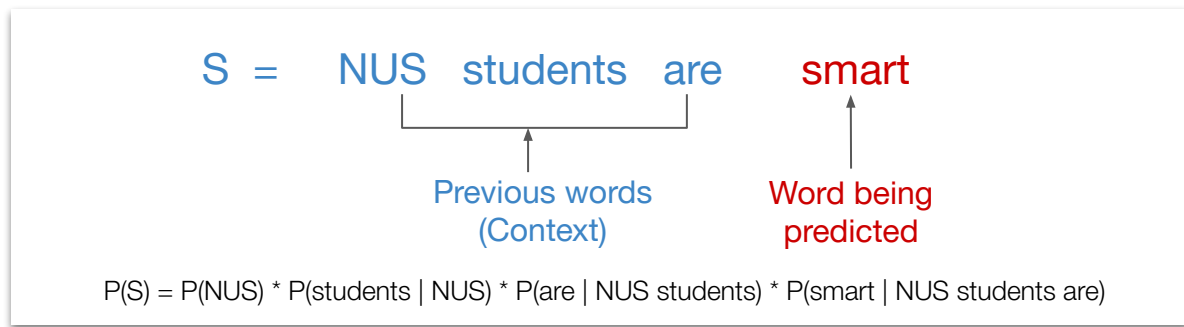 S = NUS students are smart
Previous words
(Context)
Word being
predicted
P(S) = P(NUS) * P(students | NUS) * P(are | NUS students) * P(smart | NUS students are)